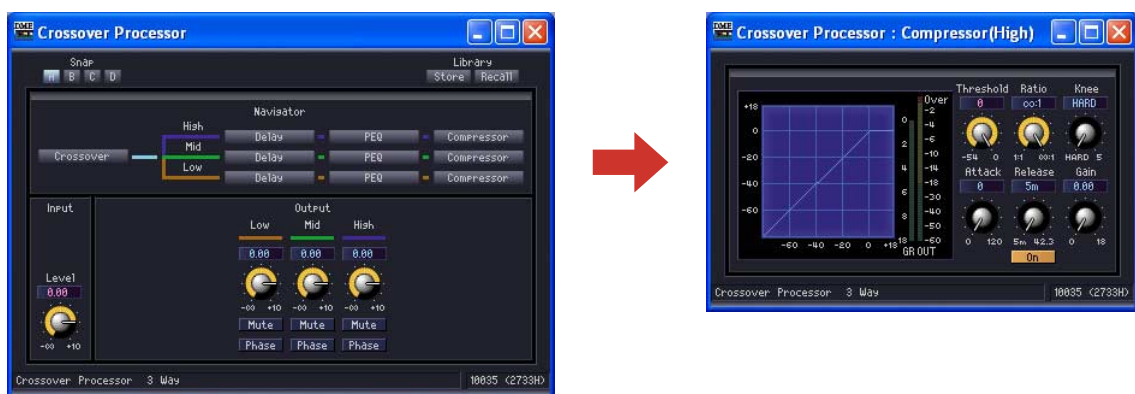 DME Crossover Processor
Snap
A B C D
Library
Store Recall
Navigator
Crossover
High Delay PEQ Compressor
Mid Delay PEQ Compressor
Low Delay PEQ Compressor
Input
Level
0.00
-∞ +10
Output
Low Mid High
0.00 0.00 0.00
-∞ +10 -∞ +10 -∞ +10
Mute Mute Mute
Phase Phase Phase
Crossover Processor 3 Way 10035 (2733H)
DME Crossover Processor : Compressor(High)
+18
0
-20
-40
-60
-60 -40 -20 0 +18
0
2
4
6
8
18
GR
Over
-2
-4
-6
-10
-14
-18
-30
-40
-50
-60
OUT
Threshold Ratio Knee
0 ∞:1 HARD
-54 0 1:1 ∞:1 HARD 5
Attack Release Gain
0 5m 0.00
0 120 5m 42.3 0 18
On
Crossover Processor 3 Way 10035 (2733H)